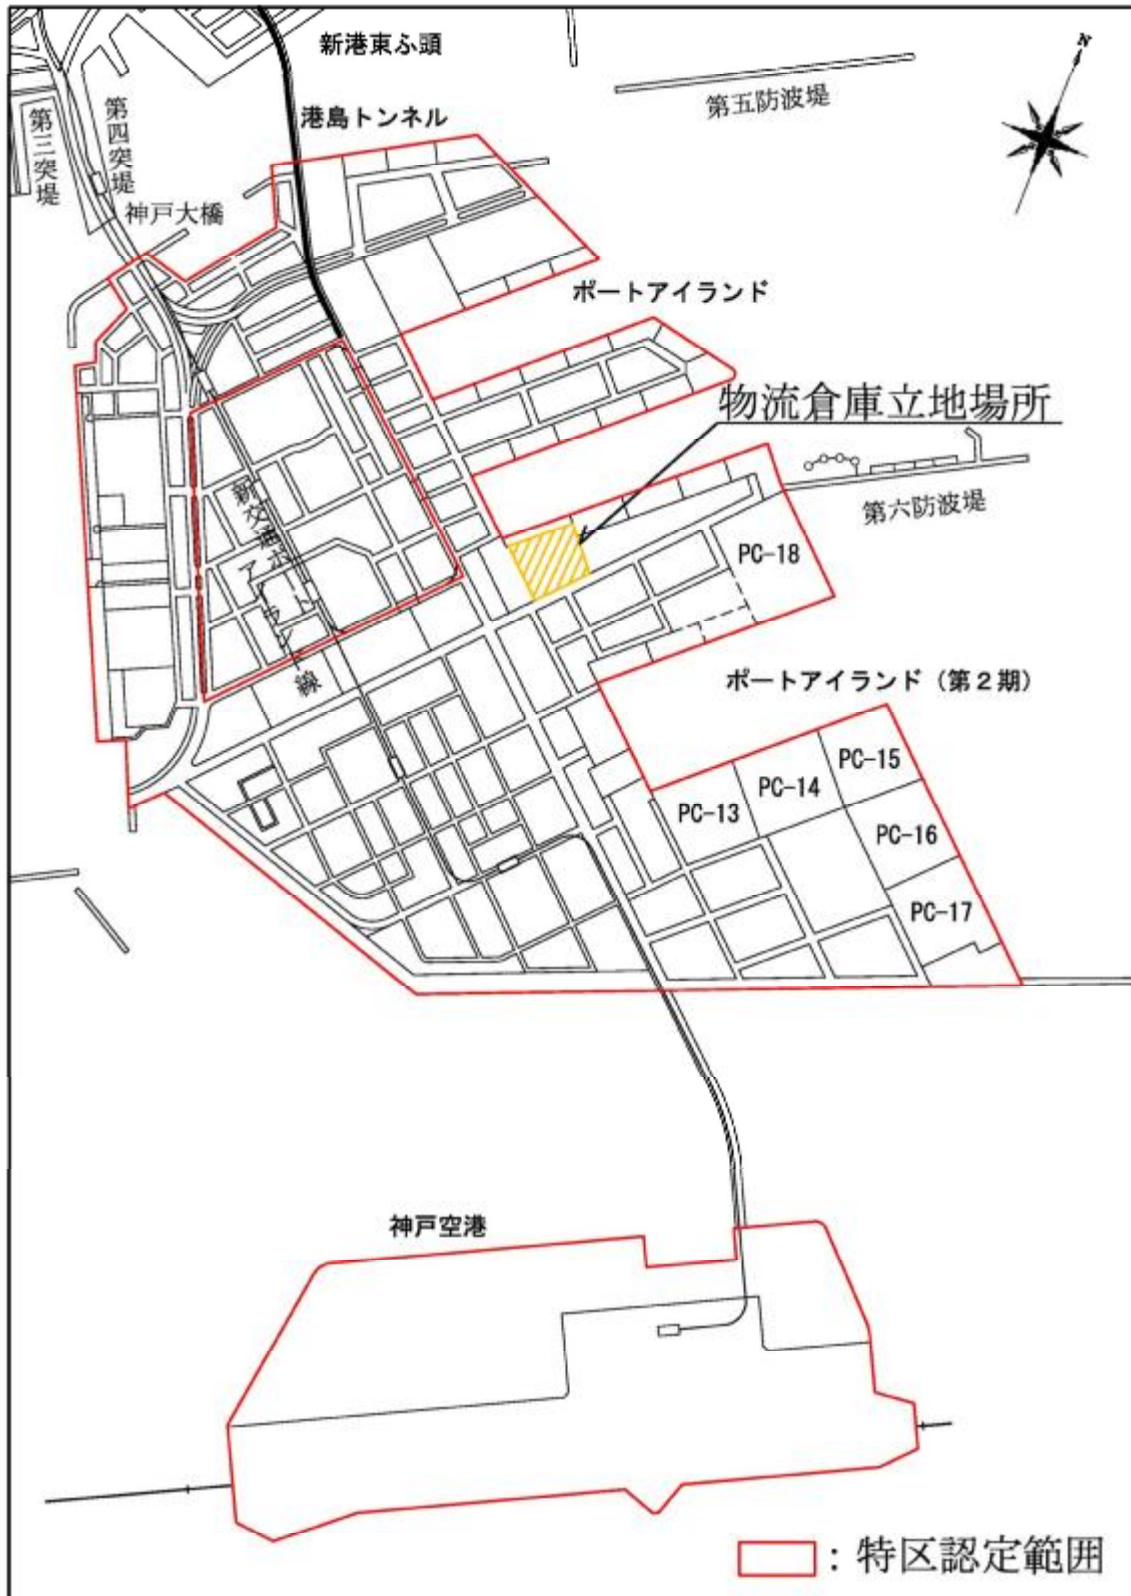 新港東ふ頭
N
第五防波堤
第四突堤
第三突堤
港島トンネル
神戸大橋
ポートアイランド
物流倉庫立地場所
第六防波堤
PC-18
新交通ポートアイランド線
ポートアイランド（第２期）
PC-15
PC-14
PC-13
PC-16
PC-17
神戸空港
：特区認定範囲